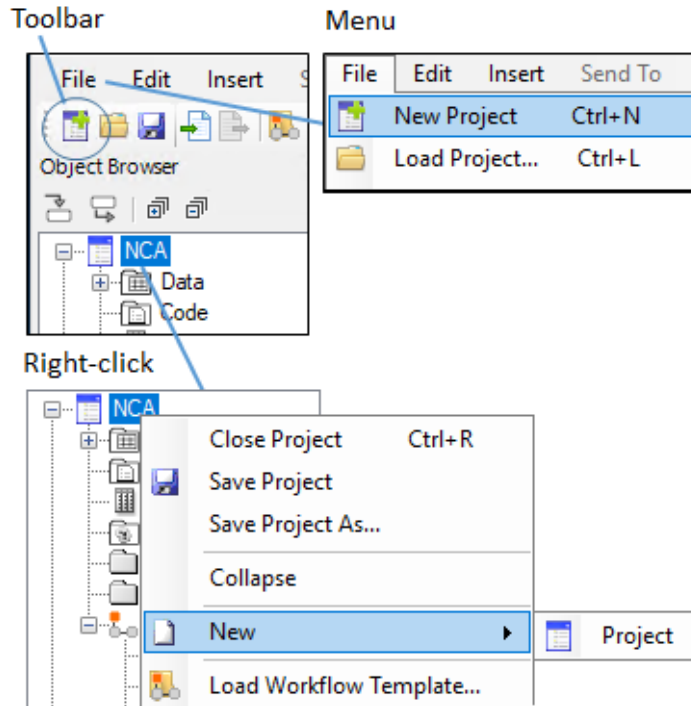 Toolbar
File Edit Insert
Object Browser
NCA
Data
Code
Menu
File Edit Insert Send To
New Project Ctrl+N
Load Project... Ctrl+L
Right-click
NCA
Close Project Ctrl+R
Save Project
Save Project As...
Collapse
New
Project
Load Workflow Template...